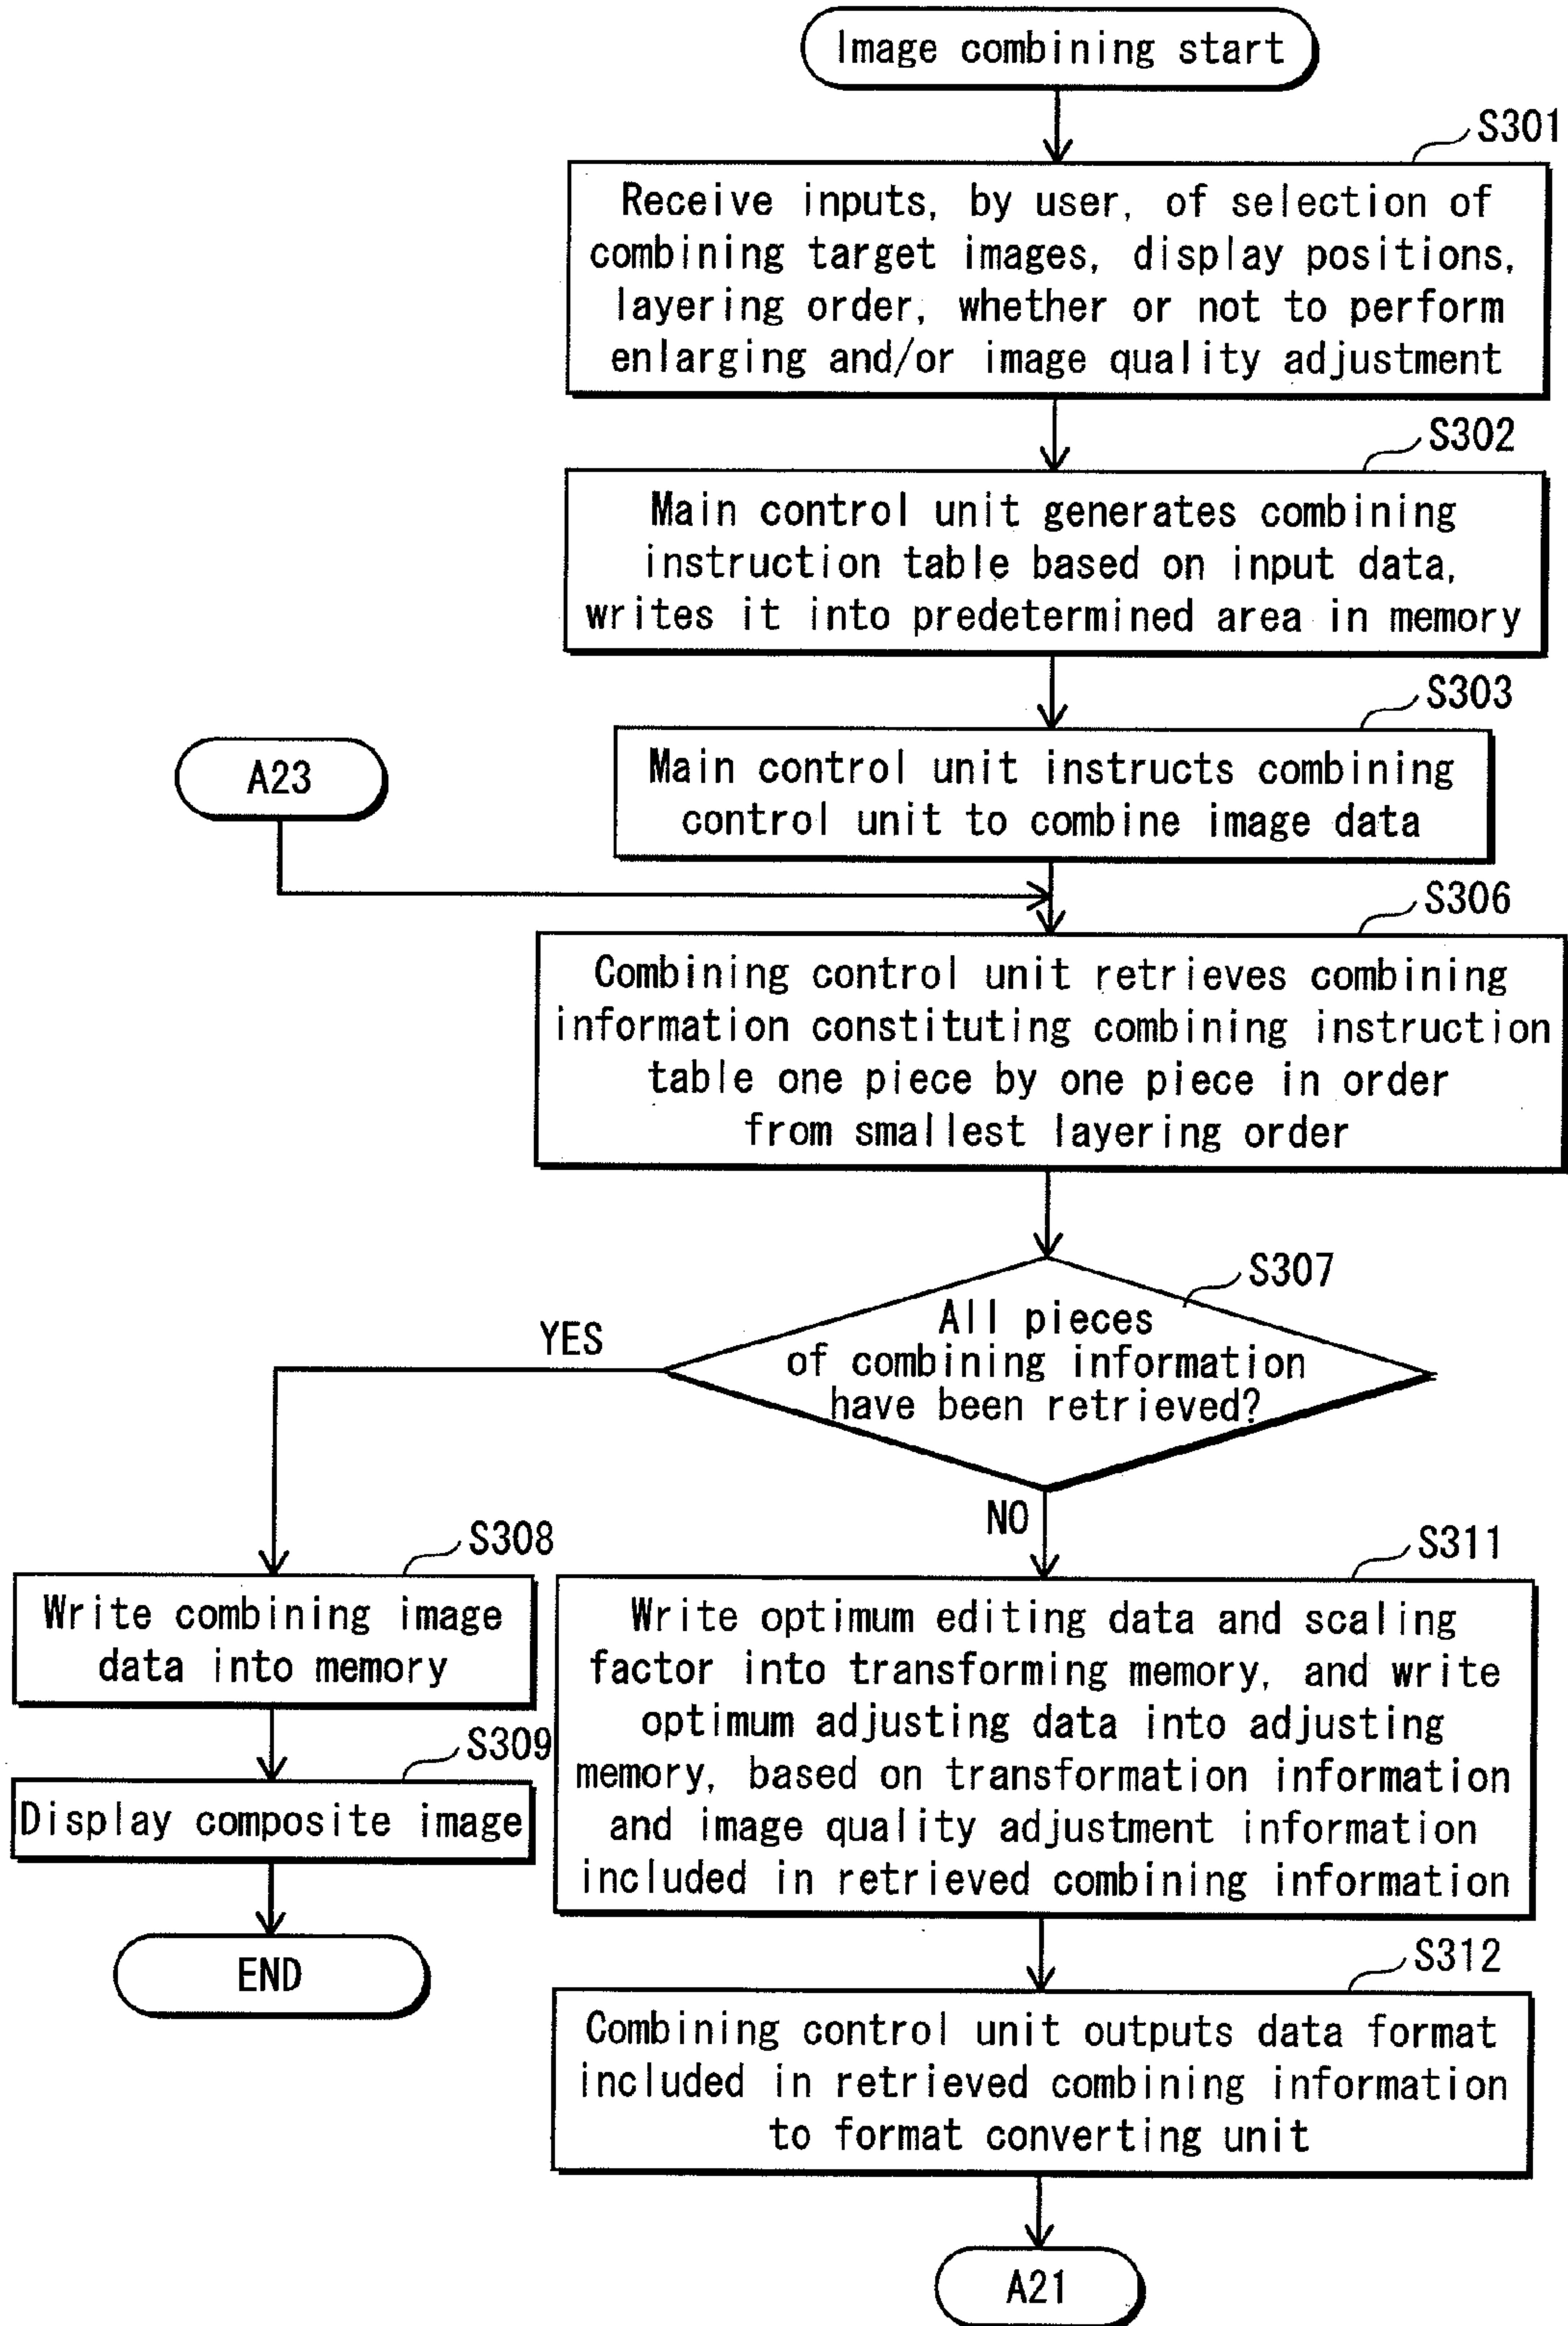 Image combining start
S301
Receive inputs, by user, of selection of
combining target images, display positions,
layering order, whether or not to perform
enlarging and/or image quality adjustment
S302
Main control unit generates combining
instruction table based on input data,
writes it into predetermined area in memory
S303
Main control unit instructs combining
control unit to combine image data
A23
S306
Combining control unit retrieves combining
information constituting combining instruction
table one piece by one piece in order
from smallest layering order
S307
All pieces
of combining information
have been retrieved?
YES
NO
S308
Write combining image
data into memory
S309
Display composite image
END
S311
Write optimum editing data and scaling
factor into transforming memory, and write
optimum adjusting data into adjusting
memory, based on transformation information
and image quality adjustment information
included in retrieved combining information
S312
Combining control unit outputs data format
included in retrieved combining information
to format converting unit
A21